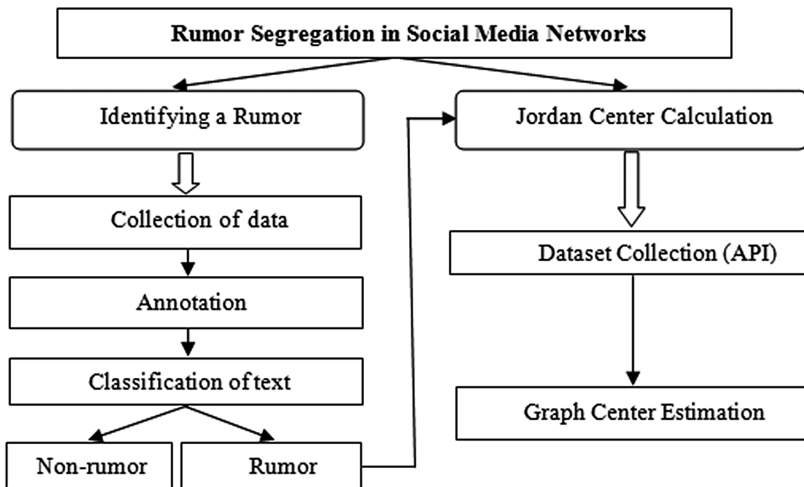 Rumor Segregation in Social Media Networks
Identifying a Rumor
Jordan Center Calculation
Collection of data
Dataset Collection (API)
Annotation
Classification of text
Graph Center Estimation
Non-rumor
Rumor